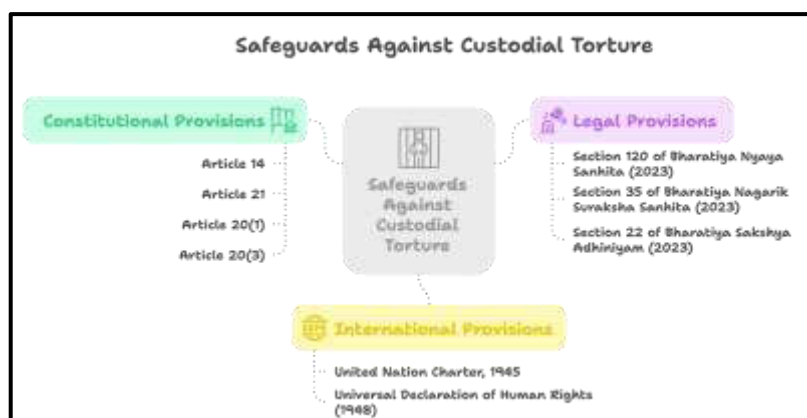 Safeguards Against Custodial Torture
Constitutional Provisions
Article 14
Article 21
Article 20(1)
Article 20(3)
Safeguards
Against
Custodial
Torture
Legal Provisions
Section 120 of Bharatiya Nyaya
Sanhita (2023)
Section 35 of Bharatiya Nagarik
Suraksha Sanhita (2023)
Section 22 of Bharatiya Sakshya
Adhiniyam (2023)
International Provisions
United Nation Charter, 1945
Universal Declaration of Human Rights
(1948)